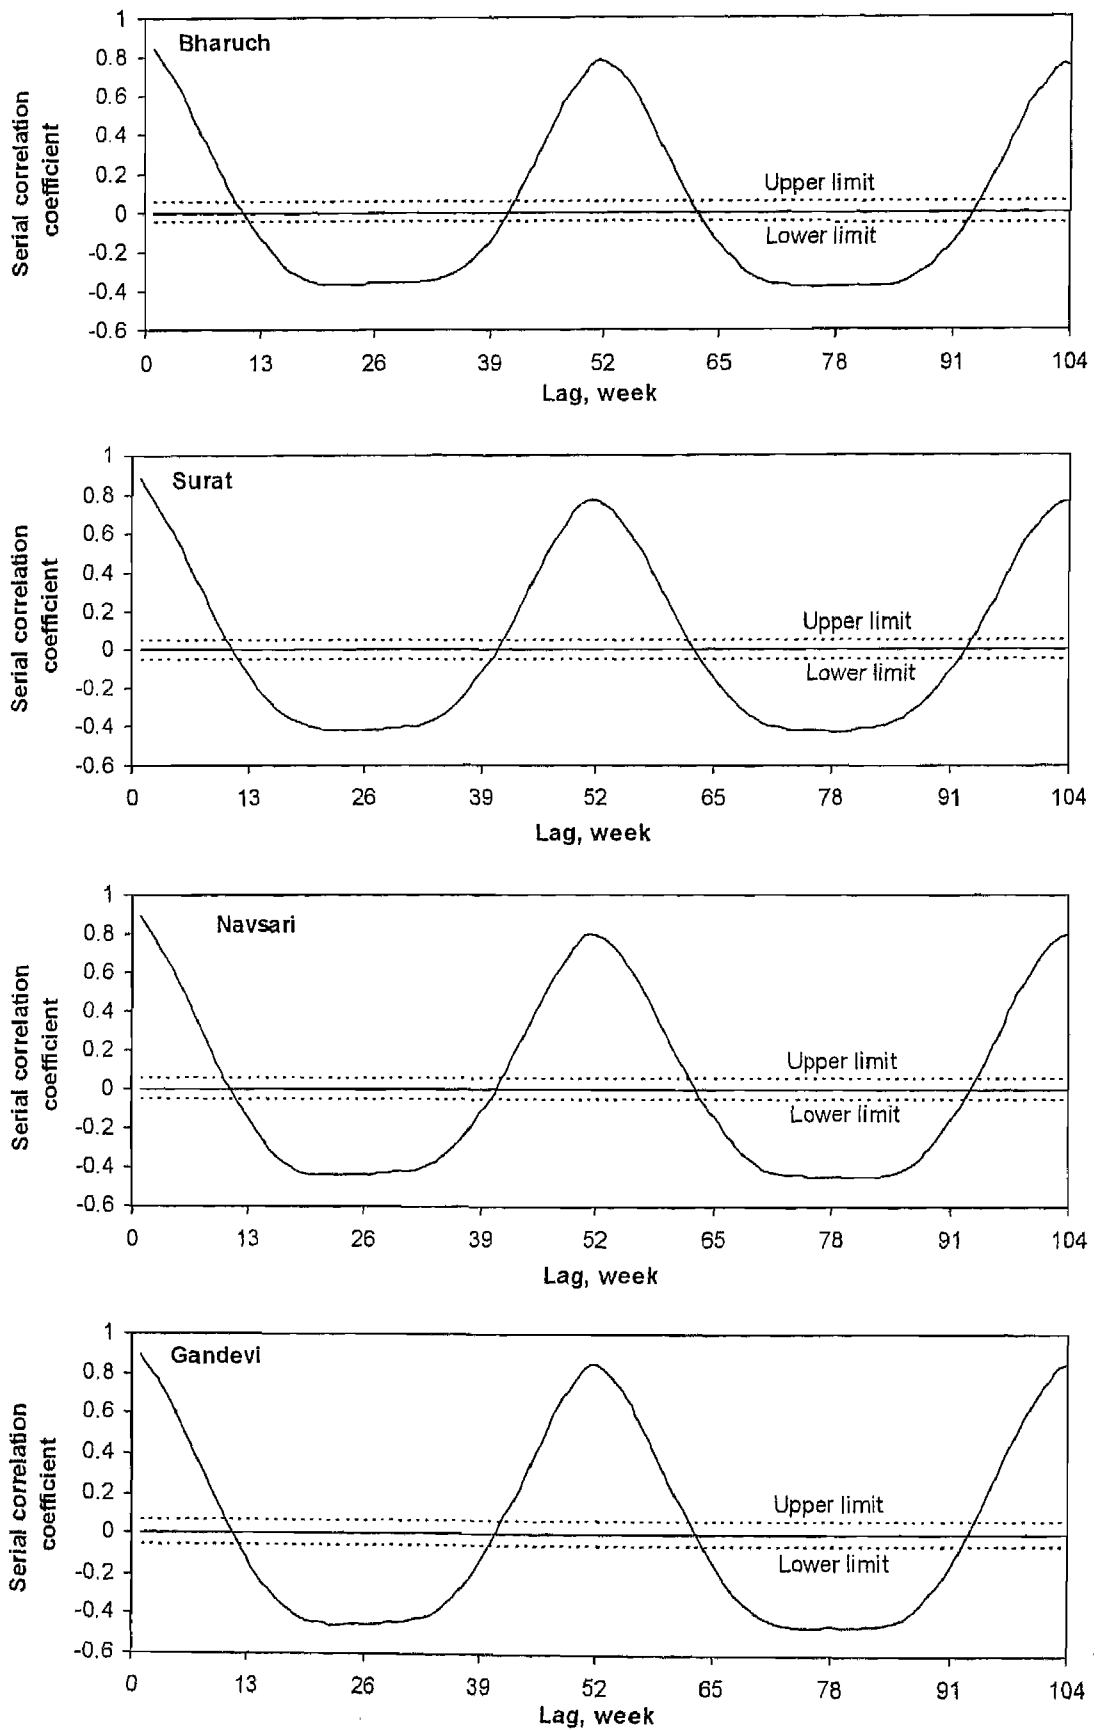 Bharuch
Serial correlation
coefficient
1
0.8
0.6
0.4
0.2
0
-0.2
-0.4
-0.6
Upper limit
Lower limit
0 13 26 39 52 65 78 91 104
Lag, week
Surat
Serial correlation
coefficient
1
0.8
0.6
0.4
0.2
0
-0.2
-0.4
-0.6
Upper limit
Lower limit
0 13 26 39 52 65 78 91 104
Lag, week
Navsari
Serial correlation
coefficient
1
0.8
0.6
0.4
0.2
0
-0.2
-0.4
-0.6
Upper limit
Lower limit
0 13 26 39 52 65 78 91 104
Lag, week
Gandevi
Serial correlation
coefficient
1
0.8
0.6
0.4
0.2
0
-0.2
-0.4
-0.6
Upper limit
Lower limit
0 13 26 39 52 65 78 91 104
Lag, week